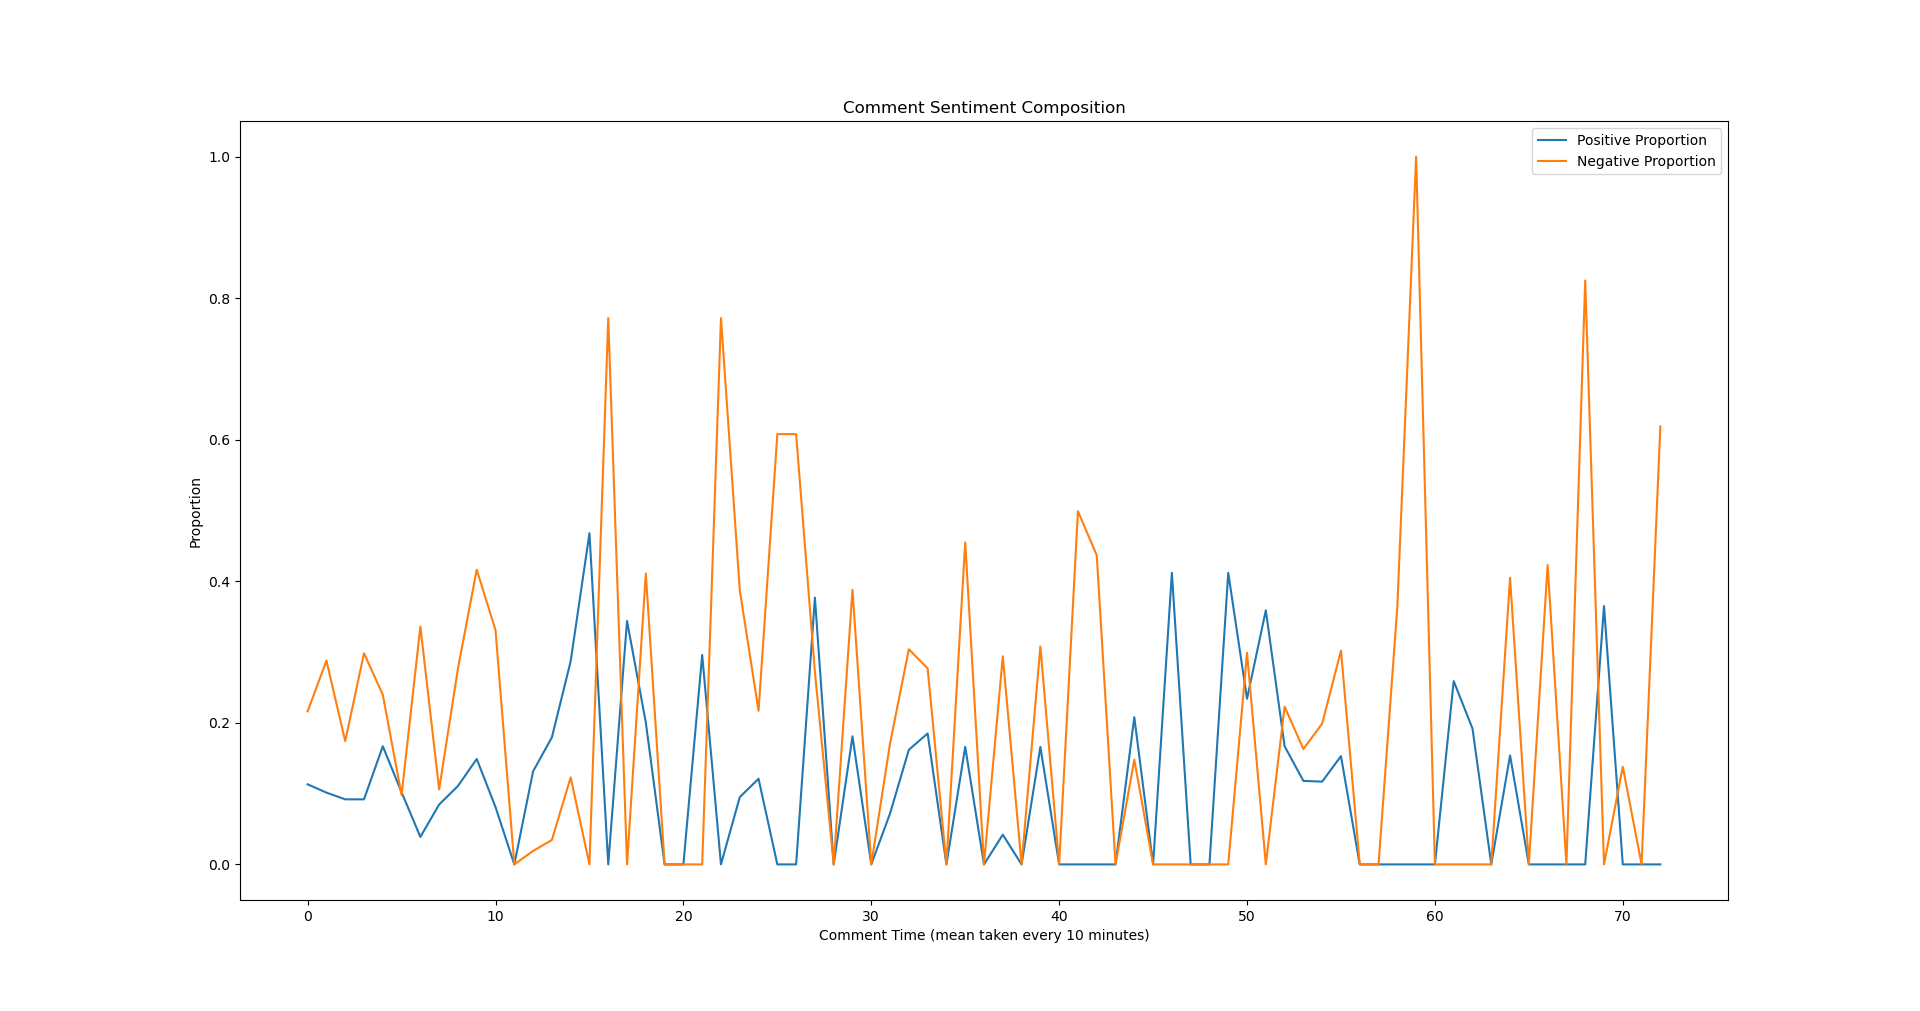 Comment Sentiment Composition
Positive Proportion
Negative Proportion
1.0
0.8
0.6
0.4
0.2
0.0
Proportion
0 10 20 30 40 50 60 70
Comment Time (mean taken every 10 minutes)